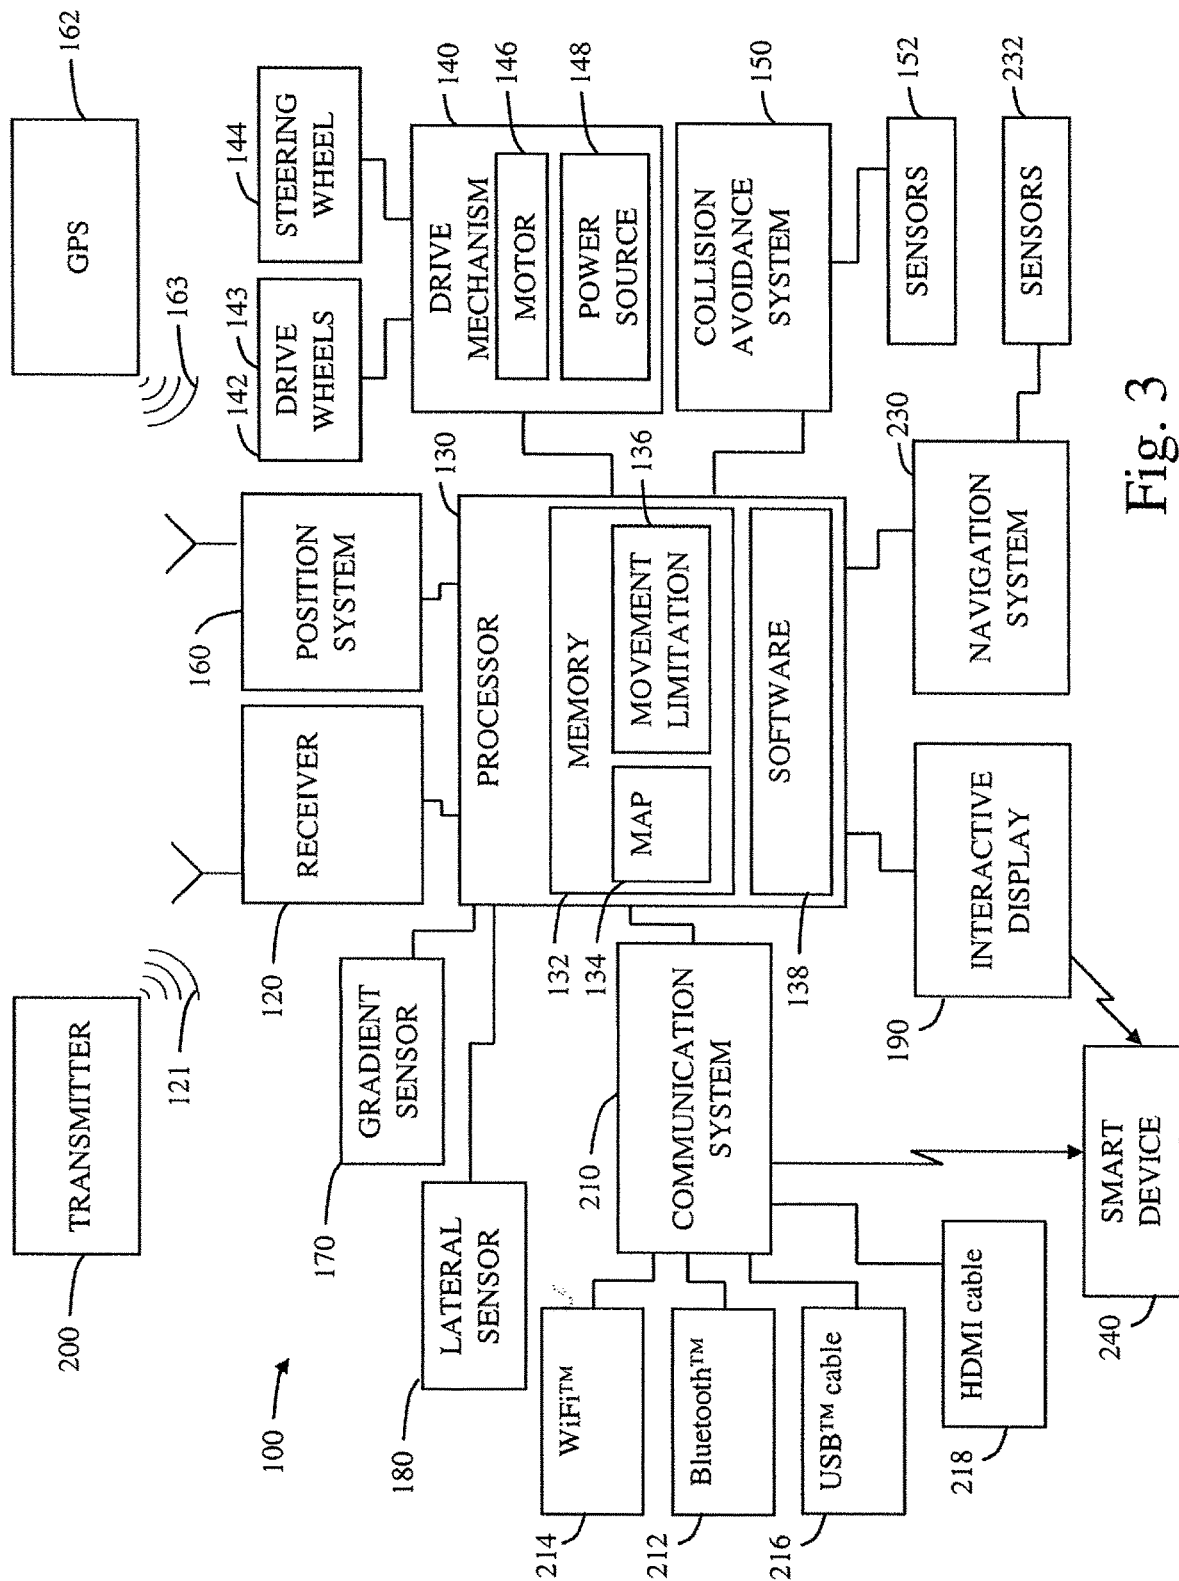 200
TRANSMITTER
121
GPS
162
163
100
120
RECEIVER
160
POSITION
SYSTEM
142
143
DRIVE
WHEELS
144
STEERING
WHEEL
170
GRADIENT
SENSOR
180
LATERAL
SENSOR
130
PROCESSOR
132
MEMORY
134
MAP
136
MOVEMENT
LIMITATION
138
SOFTWARE
140
DRIVE
MECHANISM
146
MOTOR
148
POWER
SOURCE
150
COLLISION
AVOIDANCE
SYSTEM
152
SENSORS
210
COMMUNICATION
SYSTEM
214
WiFi™
212
Bluetooth™
216
USB™ cable
218
HDMI cable
190
INTERACTIVE
DISPLAY
230
NAVIGATION
SYSTEM
232
SENSORS
240
SMART
DEVICE
Fig. 3